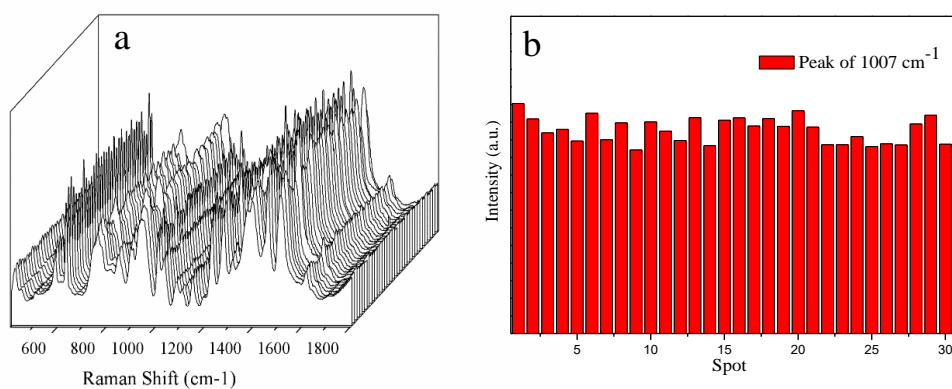 a
600 800 1000 1200 1400 1600 1800
Raman Shift (cm-1)
b
Peak of 1007 cm-1
Intensity (a.u.)
5 10 15 20 25 30
Spot